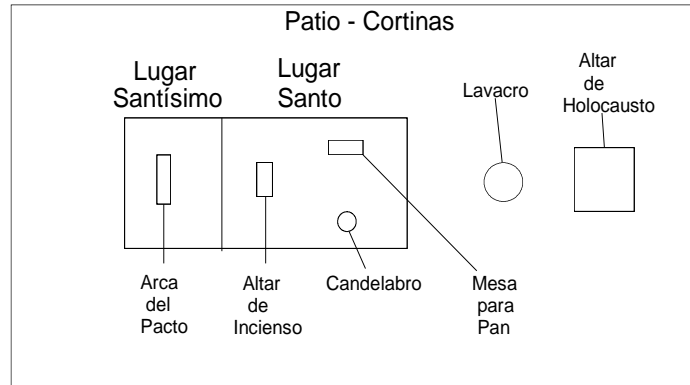 Patio - Cortinas
Lugar
Santísimo
Lugar
Santo
Lavacro
Altar
de
Holocausto
Arca
del
Pacto
Altar
de
Incienso
Candelabro
Mesa
para
Pan